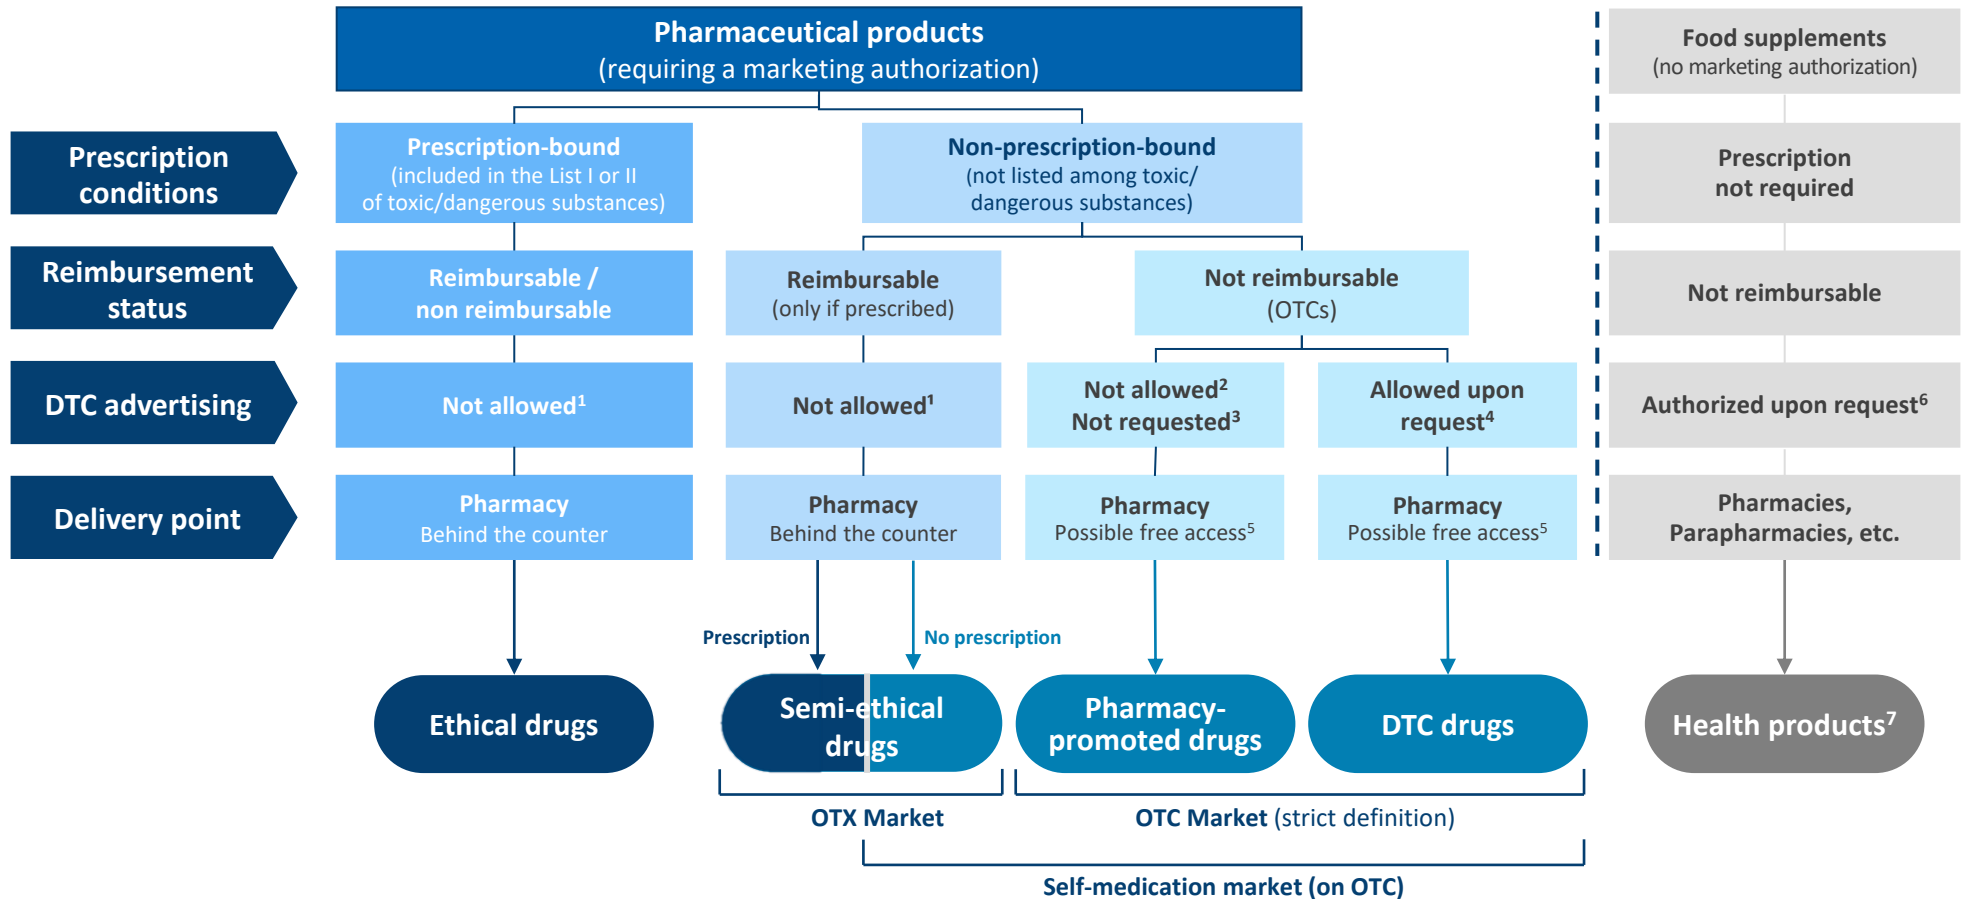 Pharmaceutical products
(requiring a marketing authorization)
Food supplements
(no marketing authorization)
Prescription
conditions
Prescription-bound
(included in the List I or II
of toxic/dangerous substances)
Non-prescription-bound
(not listed among toxic/
dangerous substances)
Prescription
not required
Reimbursement
status
Reimbursable /
non reimbursable
Reimbursable
(only if prescribed)
Not reimbursable
(OTCs)
Not reimbursable
DTC advertising
Not allowed¹
Not allowed¹
Not allowed²
Not requested³
Allowed upon
request⁴
Authorized upon request⁶
Delivery point
Pharmacy
Behind the counter
Pharmacy
Behind the counter
Pharmacy
Possible free access⁵
Pharmacy
Possible free access⁵
Pharmacies,
Parapharmacies, etc.
Prescription
No prescription
Ethical drugs
Semi-ethical
drugs
Pharmacy-
promoted drugs
DTC drugs
Health products⁷
OTX Market
OTC Market (strict definition)
Self-medication market (on OTC)